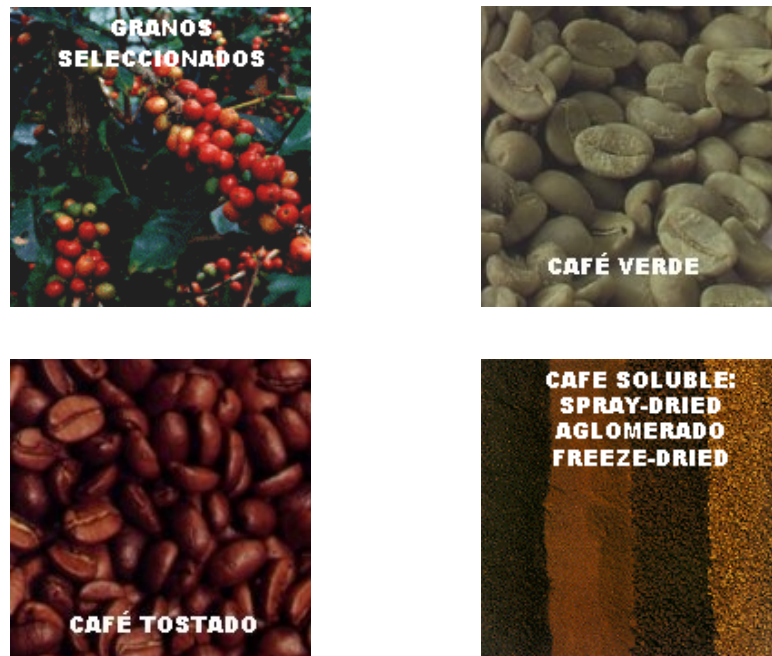 GRANOS
SELECCIONADOS
CAFÉ VERDE
CAFÉ TOSTADO
CAFE SOLUBLE:
SPRAY-DRIED
AGLOMERADO
FREEZE-DRIED